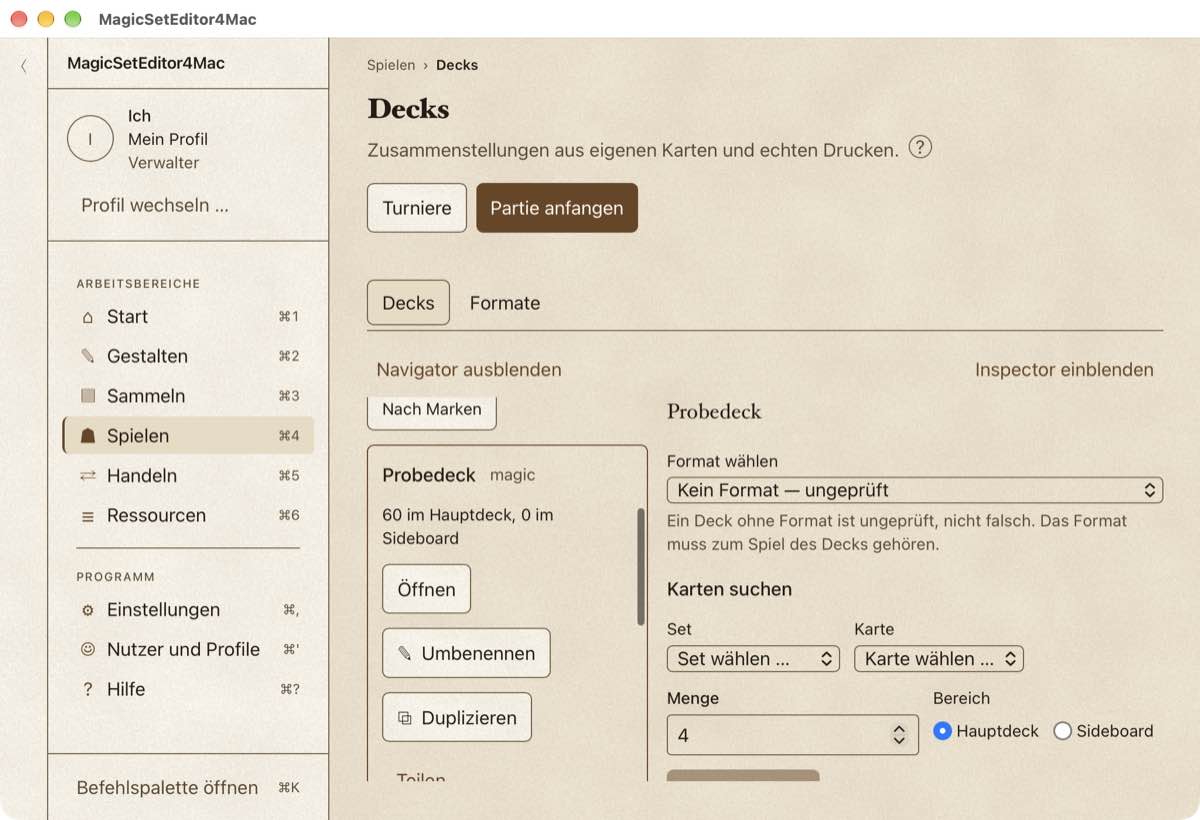 MagicSetEditor4Mac
MagicSetEditor4Mac
I
Ich
Mein Profil
Verwalter
Profil wechseln ...
ARBEITSBEREICHE
Start ⌘1
Gestalten ⌘2
Sammeln ⌘3
Spielen ⌘4
Handeln ⌘5
Ressourcen ⌘6
PROGRAMM
Einstellungen ⌘,
Nutzer und Profile ⌘'
? Hilfe ⌘?
Befehlspalette öffnen ⌘K
Spielen › Decks
Decks
Zusammenstellungen aus eigenen Karten und echten Drucken. ?
Turniere Partie anfangen
Decks Formate
Navigator ausblenden Inspector einblenden
Nach Marken
Probedeck magic
60 im Hauptdeck, 0 im
Sideboard
Öffnen
Umbenennen
Duplizieren
Teilen
Probedeck
Format wählen
Kein Format — ungeprüft
Ein Deck ohne Format ist ungeprüft, nicht falsch. Das Format
muss zum Spiel des Decks gehören.
Karten suchen
Set Karte
Set wählen ... Karte wählen ...
Menge Bereich
4 Hauptdeck Sideboard